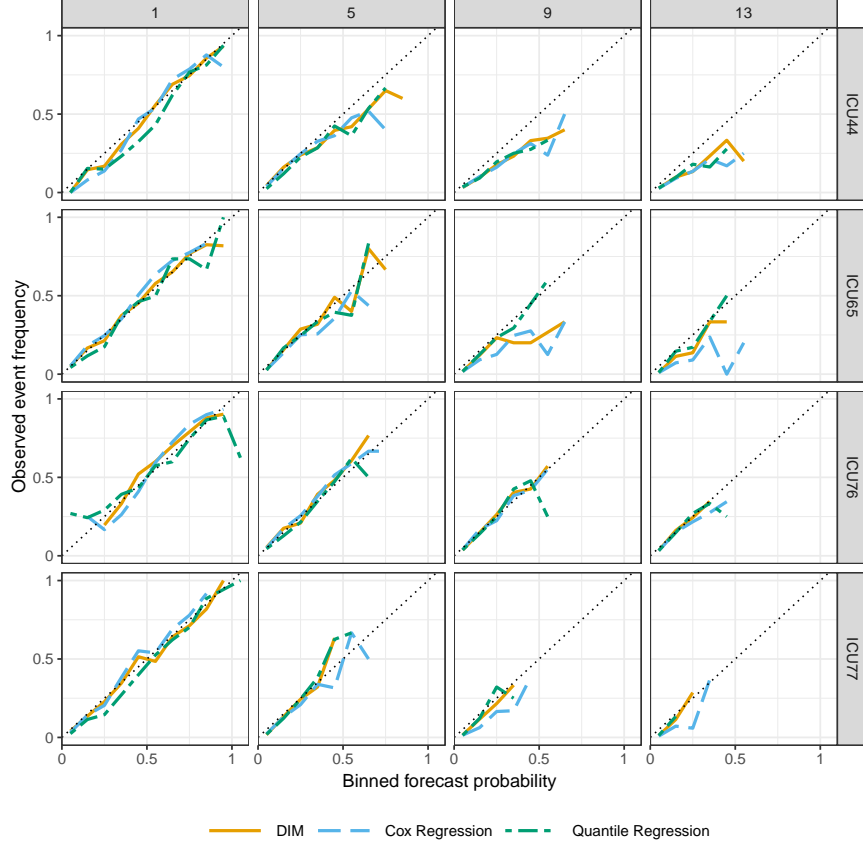 1 5 9 13
1
0.5
0
ICU44
1
0.5
0
ICU65
1
0.5
0
ICU76
1
0.5
0
ICU77
Observed event frequency
0 0.5 1 0 0.5 1 0 0.5 1 0 0.5 1
Binned forecast probability
DIM Cox Regression Quantile Regression